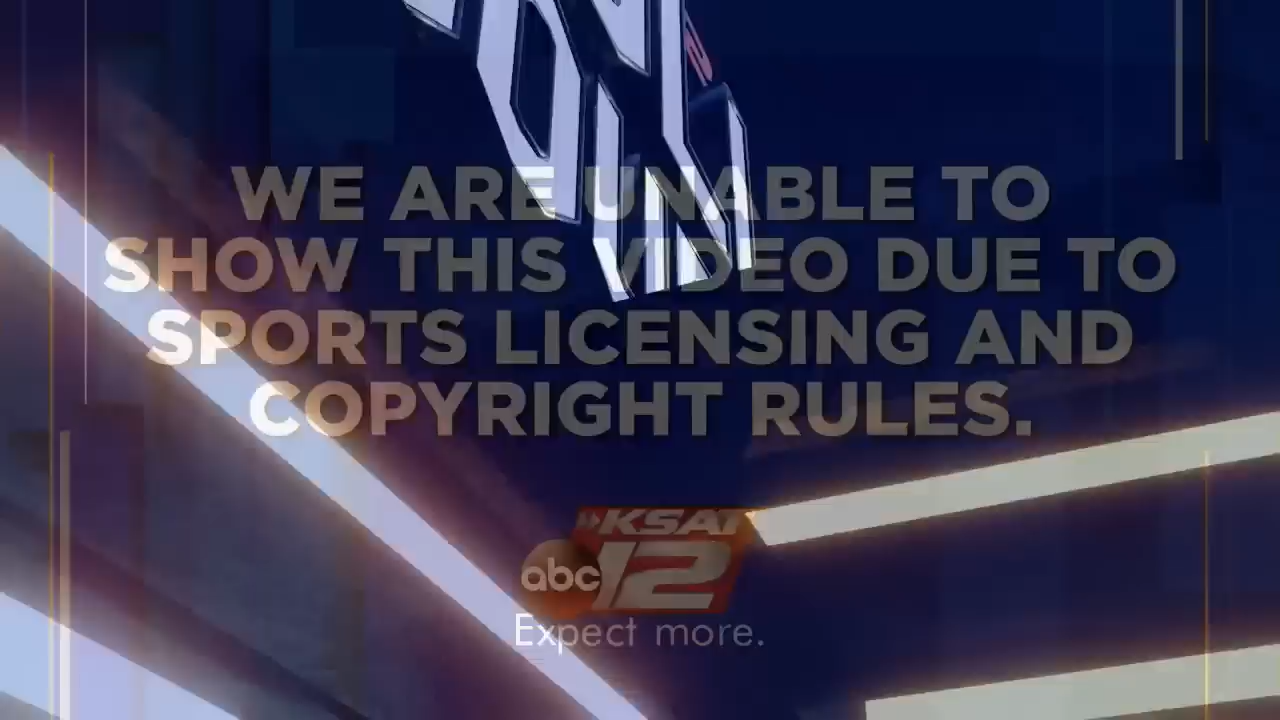 WE ARE UNABLE TO
SHOW THIS VIDEO DUE TO
SPORTS LICENSING AND
COPYRIGHT RULES.
KSAT
abc 12
Expect more.